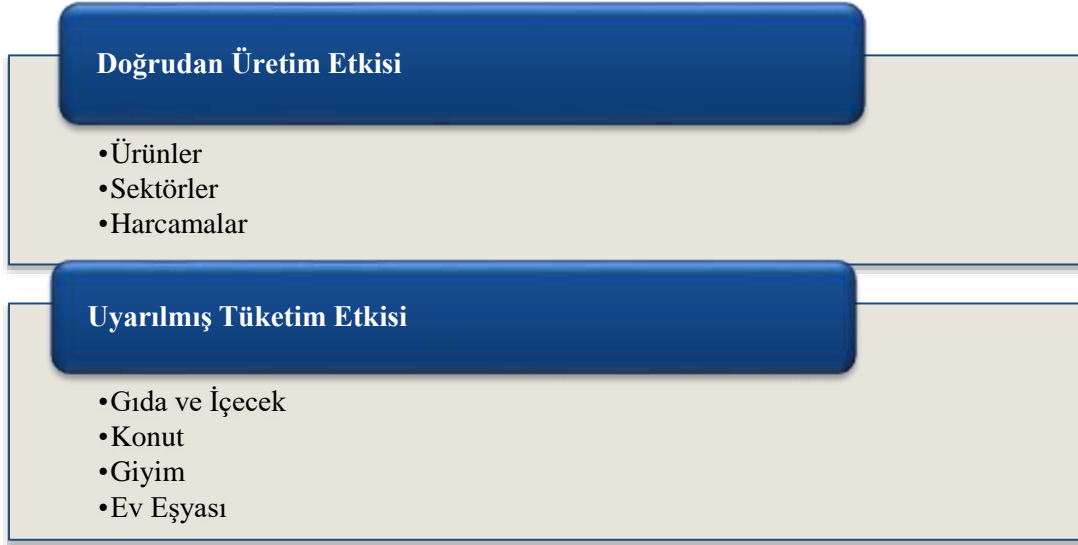 Doğrudan Üretim Etkisi
•Ürünler
•Sektörler
•Harcamalar
Uyarılmış Tüketim Etkisi
•Gıda ve İçecek
•Konut
•Giyim
•Ev Eşyası